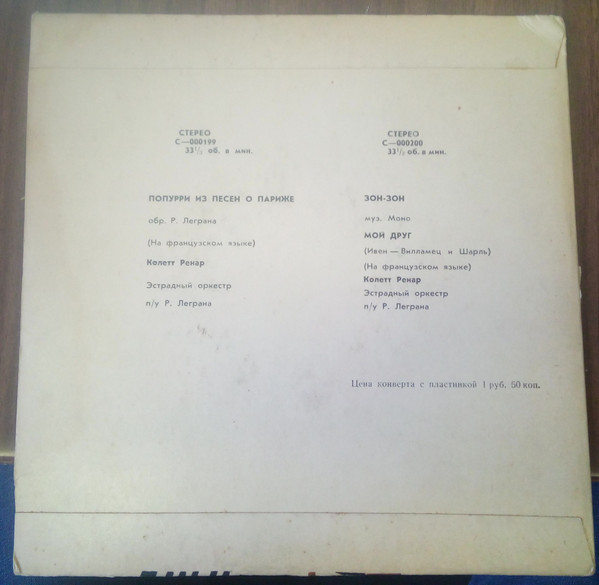 СТЕРЕО
С—000199
33¹/₃ об. в мин.
ПОПУРРИ ИЗ ПЕСЕН О ПАРИЖЕ
обр. Р. Леграна
(На французском языке)
Колетт Ренар
Эстрадный оркестр
п/у Р. Леграна
СТЕРЕО
С—000200
33¹/₃ об. в мин.
ЗОН-ЗОН
муз. Моно
МОЙ ДРУГ
(Ивен — Вилламец и Шарль)
(На французском языке)
Колетт Ренар
Эстрадный оркестр
п/у Р. Леграна
Цена конверта с пластинкой 1 руб. 50 коп.